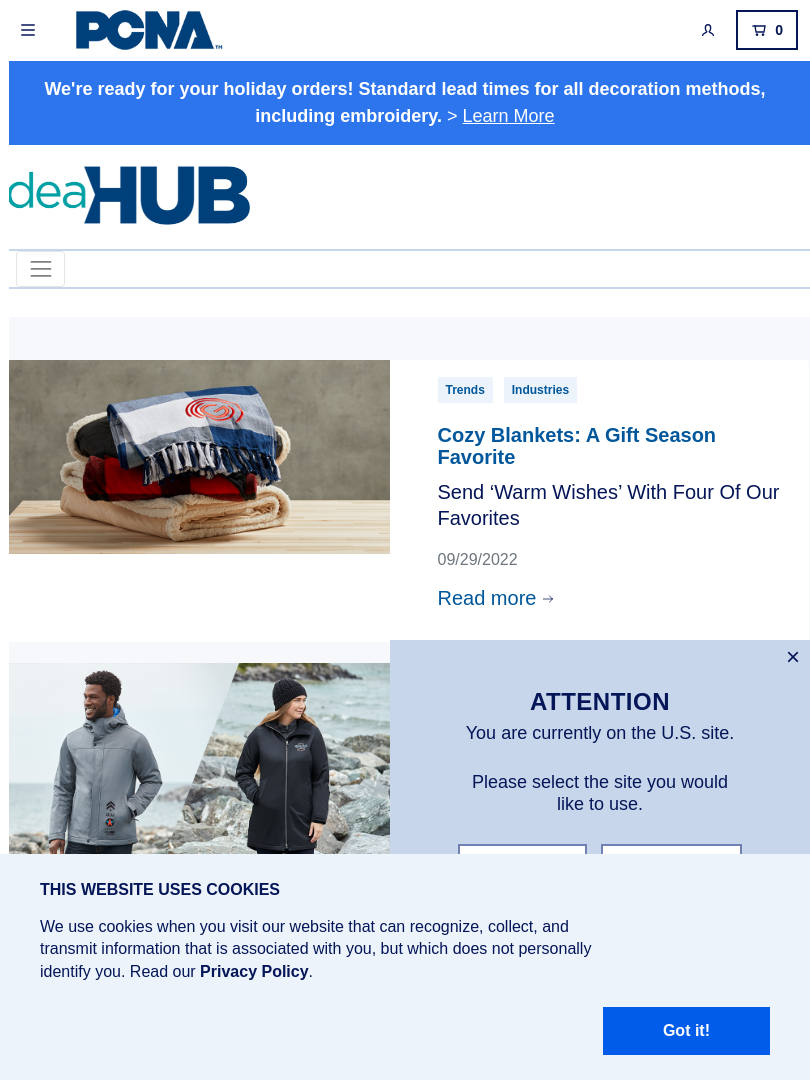 PCNA™
0
We're ready for your holiday orders! Standard lead times for all decoration methods,
including embroidery. > Learn More
deaHUB
Trends Industries
Cozy Blankets: A Gift Season
Favorite
Send ‘Warm Wishes’ With Four Of Our
Favorites
09/29/2022
Read more →
×
ATTENTION
You are currently on the U.S. site.
Please select the site you would
like to use.
THIS WEBSITE USES COOKIES
We use cookies when you visit our website that can recognize, collect, and
transmit information that is associated with you, but which does not personally
identify you. Read our Privacy Policy.
Got it!